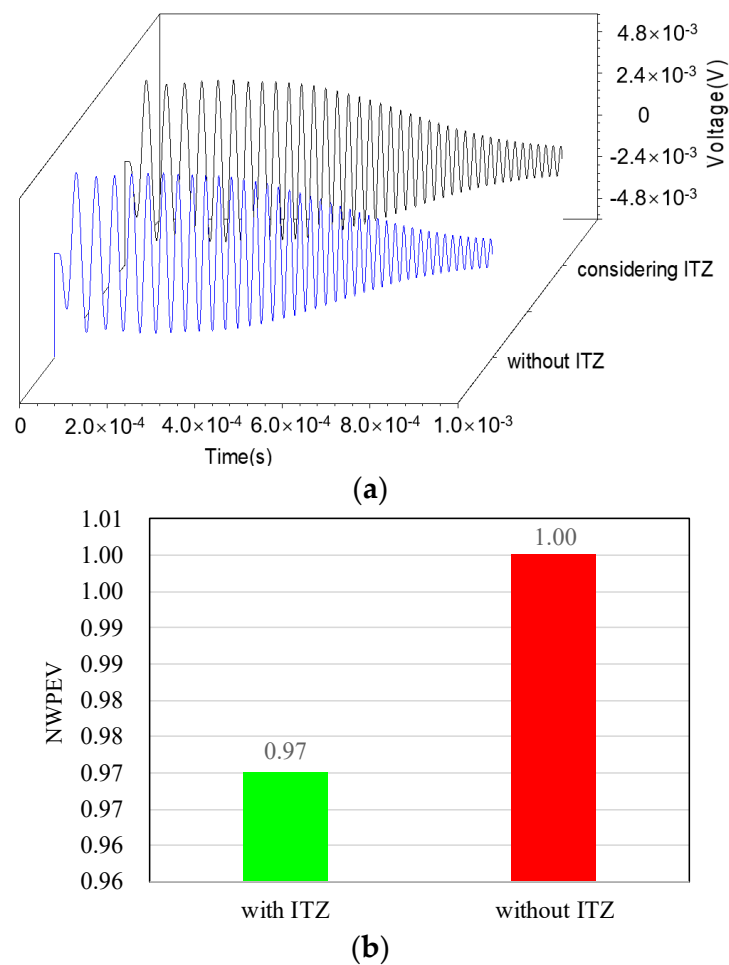 4.8×10⁻³
2.4×10⁻³
0
-2.4×10⁻³
-4.8×10⁻³
Voltage(V)
considering ITZ
without ITZ
0 2.0×10⁻⁴ 4.0×10⁻⁴ 6.0×10⁻⁴ 8.0×10⁻⁴ 1.0×10⁻³
Time(s)
(a)
1.01
1.00
1.00
0.99
0.99
0.98
0.98
0.97
0.97
0.96
0.96
NWPEV
1.00
0.97
with ITZ without ITZ
(b)